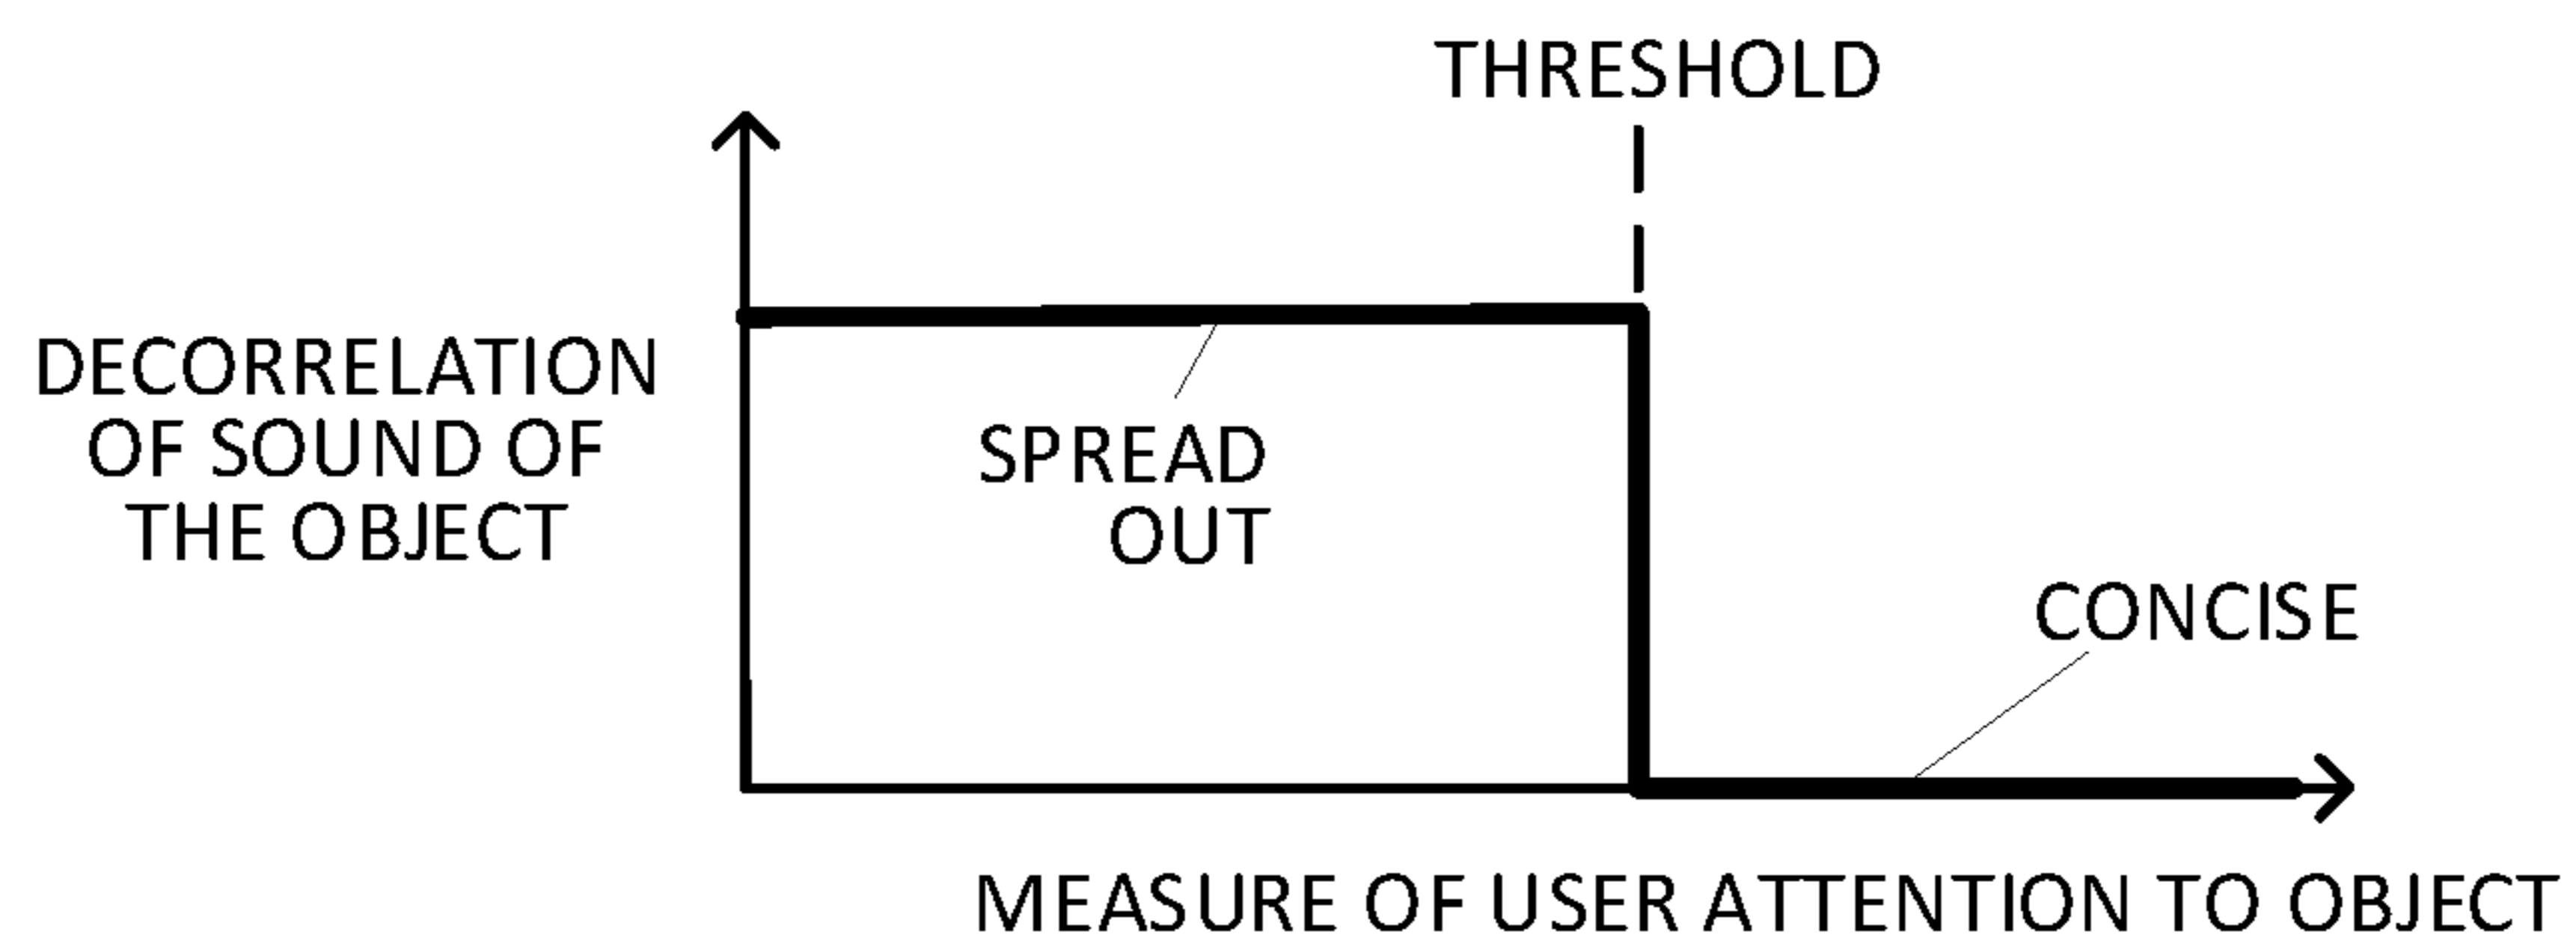 THRESHOLD
DECORRELATION
OF SOUND OF
THE OBJECT
SPREAD
OUT
CONCISE
MEASURE OF USER ATTENTION TO OBJECT